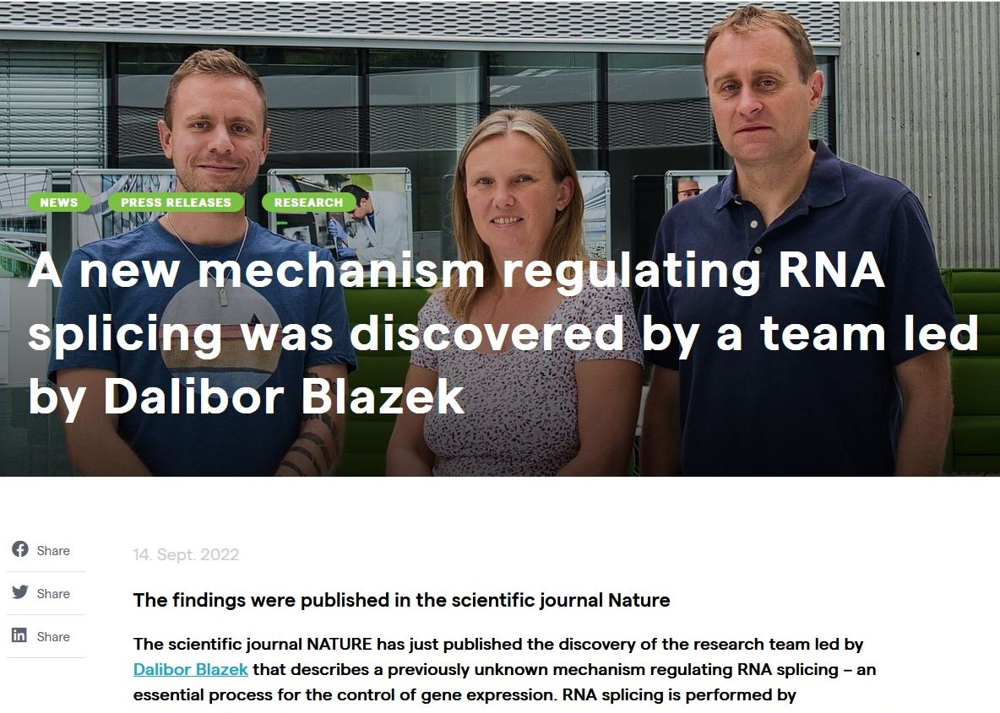 NEWS
PRESS RELEASES
RESEARCH
A new mechanism regulating RNA
splicing was discovered by a team led
by Dalibor Blazek
Share
Share
Share
14. Sept. 2022
The findings were published in the scientific journal Nature
The scientific journal NATURE has just published the discovery of the research team led by
Dalibor Blazek that describes a previously unknown mechanism regulating RNA splicing – an
essential process for the control of gene expression. RNA splicing is performed by